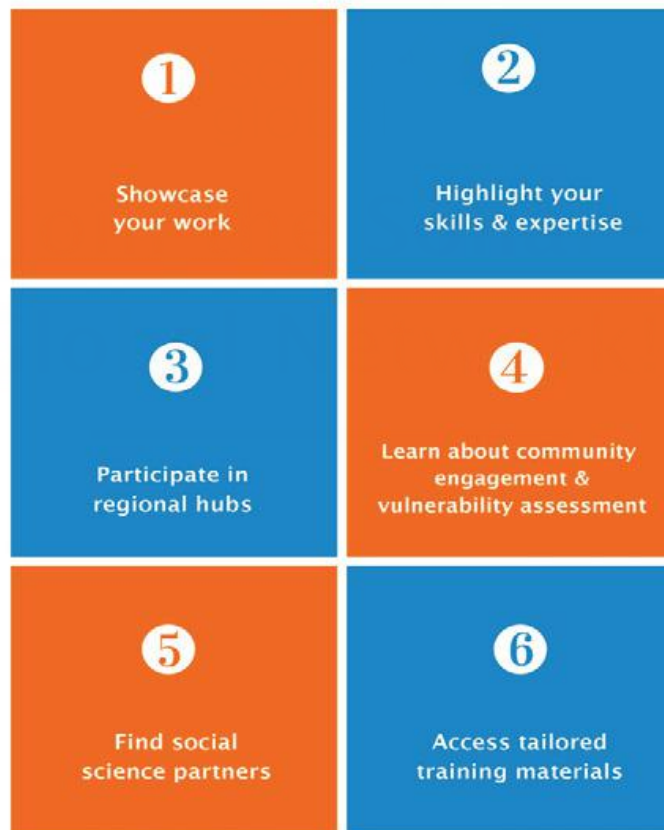 1
Showcase
your work
2
Highlight your
skills & expertise
3
Participate in
regional hubs
4
Learn about community
engagement &
vulnerability assessment
5
Find social
science partners
6
Access tailored
training materials